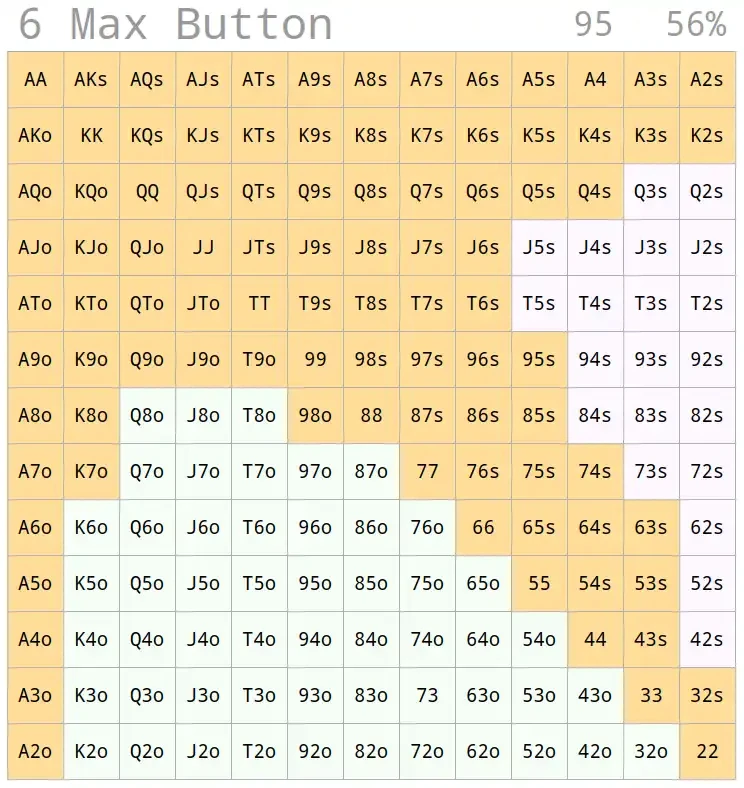 6 Max Button 95 56%
AA AKs AQs AJs ATs A9s A8s A7s A6s A5s A4 A3s A2s
AKo KK KQs KJs KTs K9s K8s K7s K6s K5s K4s K3s K2s
AQo KQo QQ QJs QTs Q9s Q8s Q7s Q6s Q5s Q4s Q3s Q2s
AJo KJo QJo JJ JTs J9s J8s J7s J6s J5s J4s J3s J2s
ATo KTo QTo JTo TT T9s T8s T7s T6s T5s T4s T3s T2s
A9o K9o Q9o J9o T9o 99 98s 97s 96s 95s 94s 93s 92s
A8o K8o Q8o J8o T8o 98o 88 87s 86s 85s 84s 83s 82s
A7o K7o Q7o J7o T7o 97o 87o 77 76s 75s 74s 73s 72s
A6o K6o Q6o J6o T6o 96o 86o 76o 66 65s 64s 63s 62s
A5o K5o Q5o J5o T5o 95o 85o 75o 65o 55 54s 53s 52s
A4o K4o Q4o J4o T4o 94o 84o 74o 64o 54o 44 43s 42s
A3o K3o Q3o J3o T3o 93o 83o 73 63o 53o 43o 33 32s
A2o K2o Q2o J2o T2o 92o 82o 72o 62o 52o 42o 32o 22